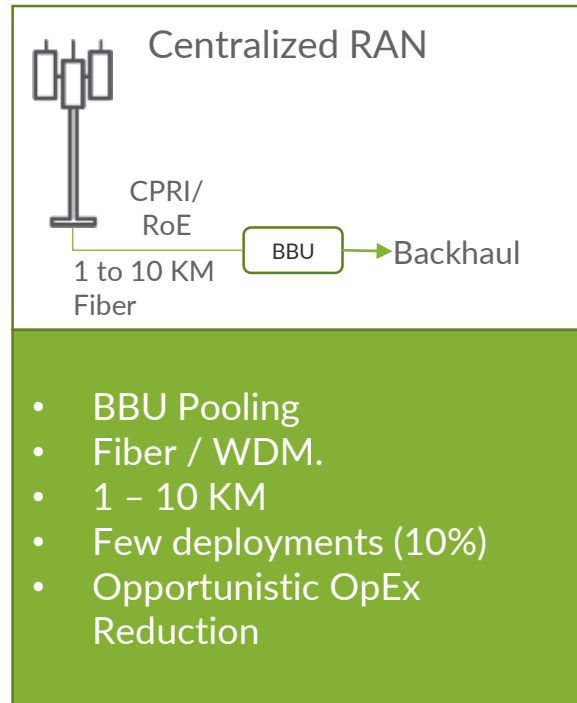 Centralized RAN
CPRI/
RoE
BBU
Backhaul
1 to 10 KM
Fiber
• BBU Pooling
• Fiber / WDM.
• 1 – 10 KM
• Few deployments (10%)
• Opportunistic OpEx
Reduction